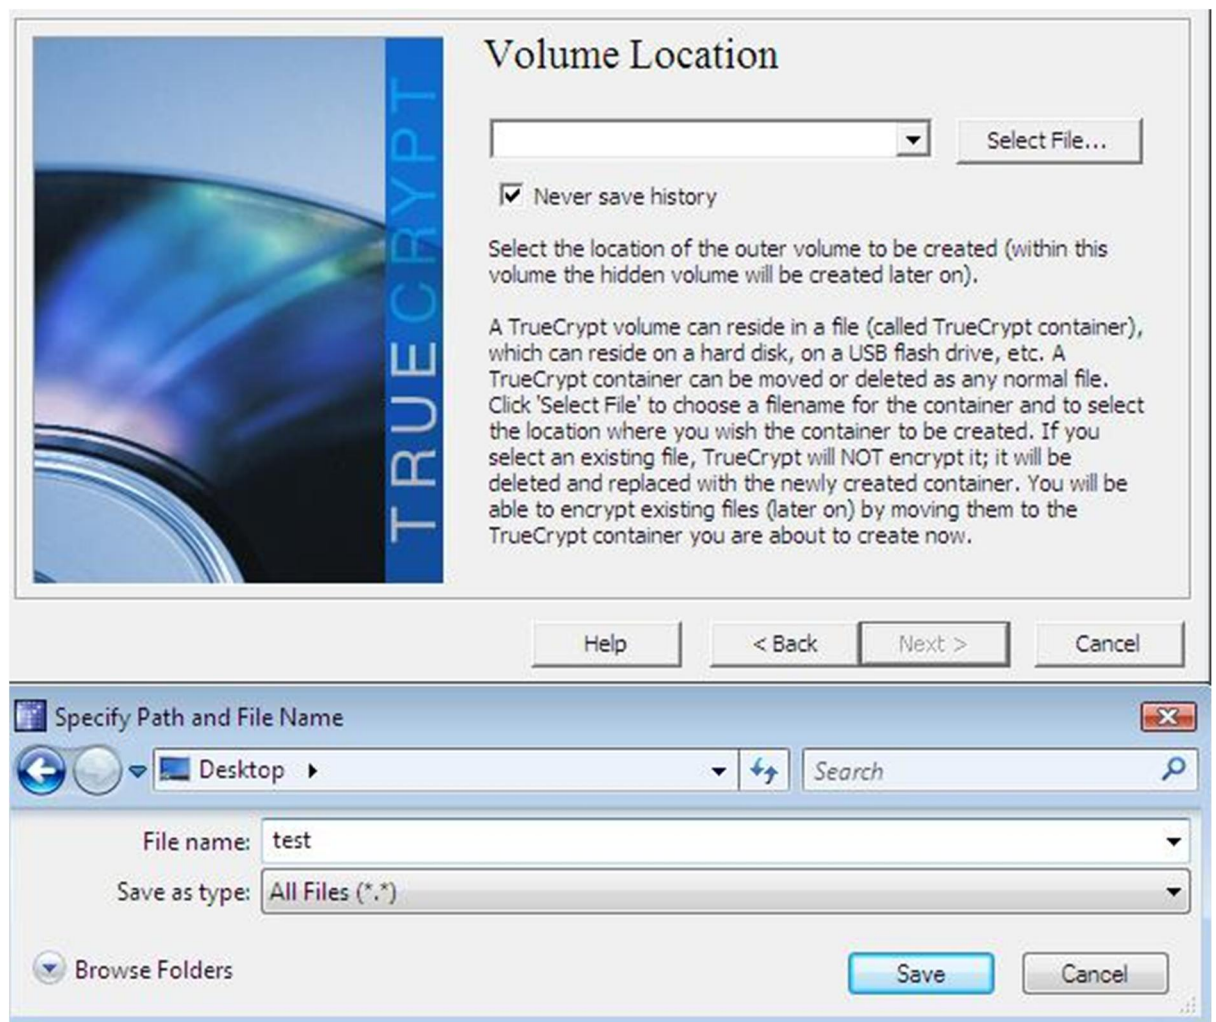 TRUECRYPT
Volume Location
Select File...
Never save history
Select the location of the outer volume to be created (within this
volume the hidden volume will be created later on).
A TrueCrypt volume can reside in a file (called TrueCrypt container),
which can reside on a hard disk, on a USB flash drive, etc. A
TrueCrypt container can be moved or deleted as any normal file.
Click 'Select File' to choose a filename for the container and to select
the location where you wish the container to be created. If you
select an existing file, TrueCrypt will NOT encrypt it; it will be
deleted and replaced with the newly created container. You will be
able to encrypt existing files (later on) by moving them to the
TrueCrypt container you are about to create now.
Help < Back Next > Cancel
Specify Path and File Name
Desktop Search
File name: test
Save as type: All Files (*.*)
Browse Folders Save Cancel